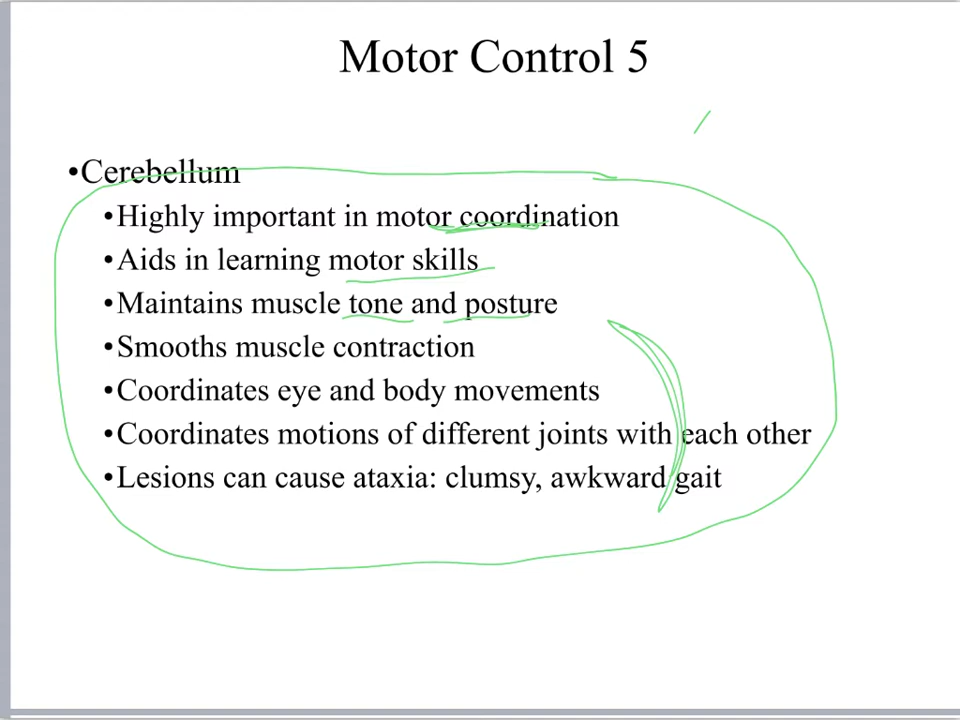 Motor Control 5
•Cerebellum
•Highly important in motor coordination
•Aids in learning motor skills
•Maintains muscle tone and posture
•Smooths muscle contraction
•Coordinates eye and body movements
•Coordinates motions of different joints with each other
•Lesions can cause ataxia: clumsy, awkward gait